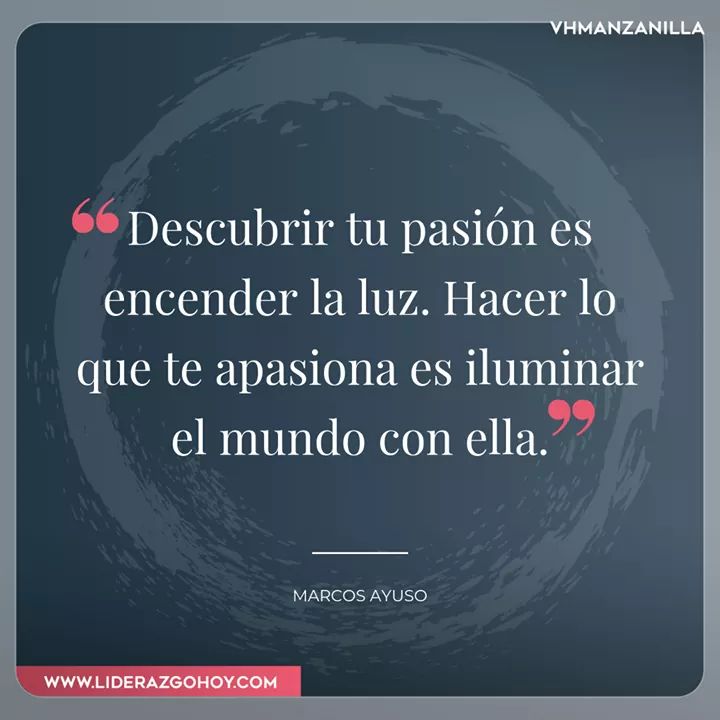 VHMANZANILLA
“Descubrir tu pasión es
encender la luz. Hacer lo
que te apasiona es iluminar
el mundo con ella.”
MARCOS AYUSO
WWW.LIDERAZGOHOY.COM